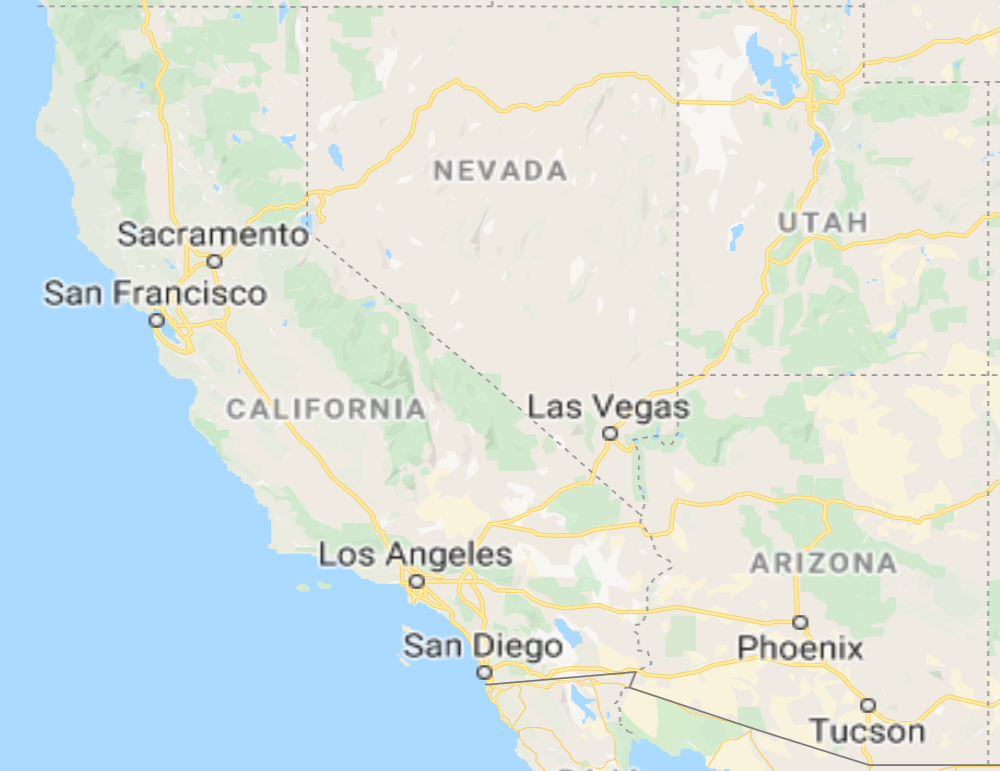 NEVADA
UTAH
Sacramento
San Francisco
CALIFORNIA
Las Vegas
Los Angeles
ARIZONA
San Diego
Phoenix
Tucson